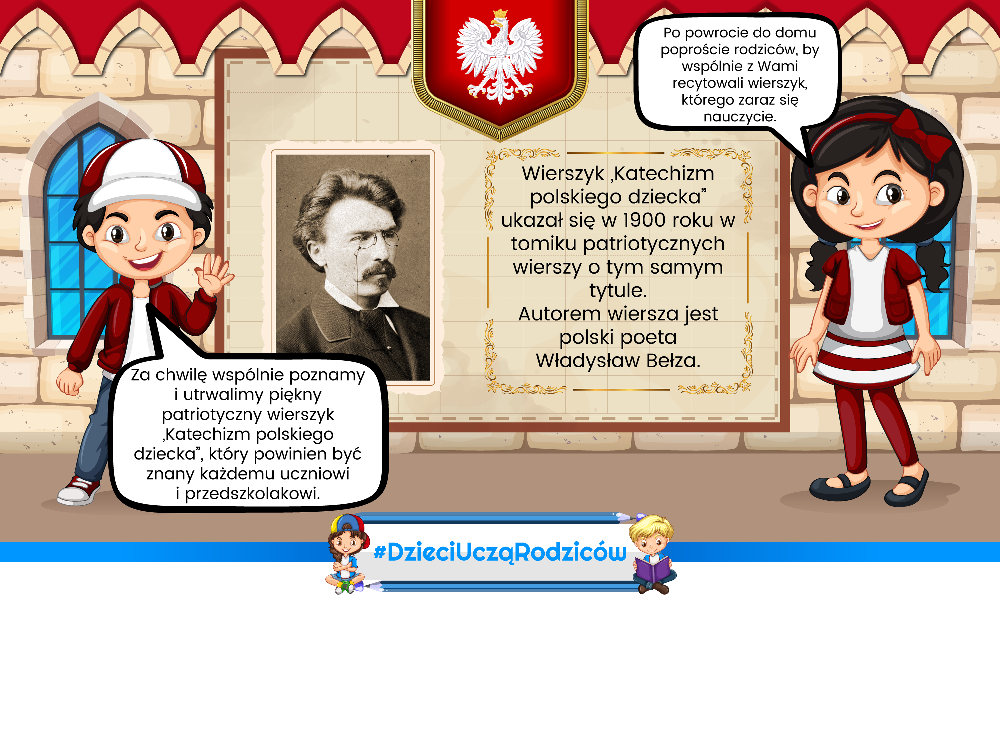 Po powrocie do domu
poproście rodziców, by
wspólnie z Wami
recytowali wierszyk,
którego zaraz się
nauczycie.
Wierszyk ‚Katechizm
polskiego dziecka”
ukazał się w 1900 roku w
tomiku patriotycznych
wierszy o tym samym
tytule.
Autorem wiersza jest
polski poeta
Władysław Bełza.
Za chwilę wspólnie poznamy
i utrwalimy piękny
patriotyczny wierszyk
‚Katechizm polskiego
dziecka”, który powinien być
znany każdemu uczniowi
i przedszkolakowi.
#DzieciUcząRodziców